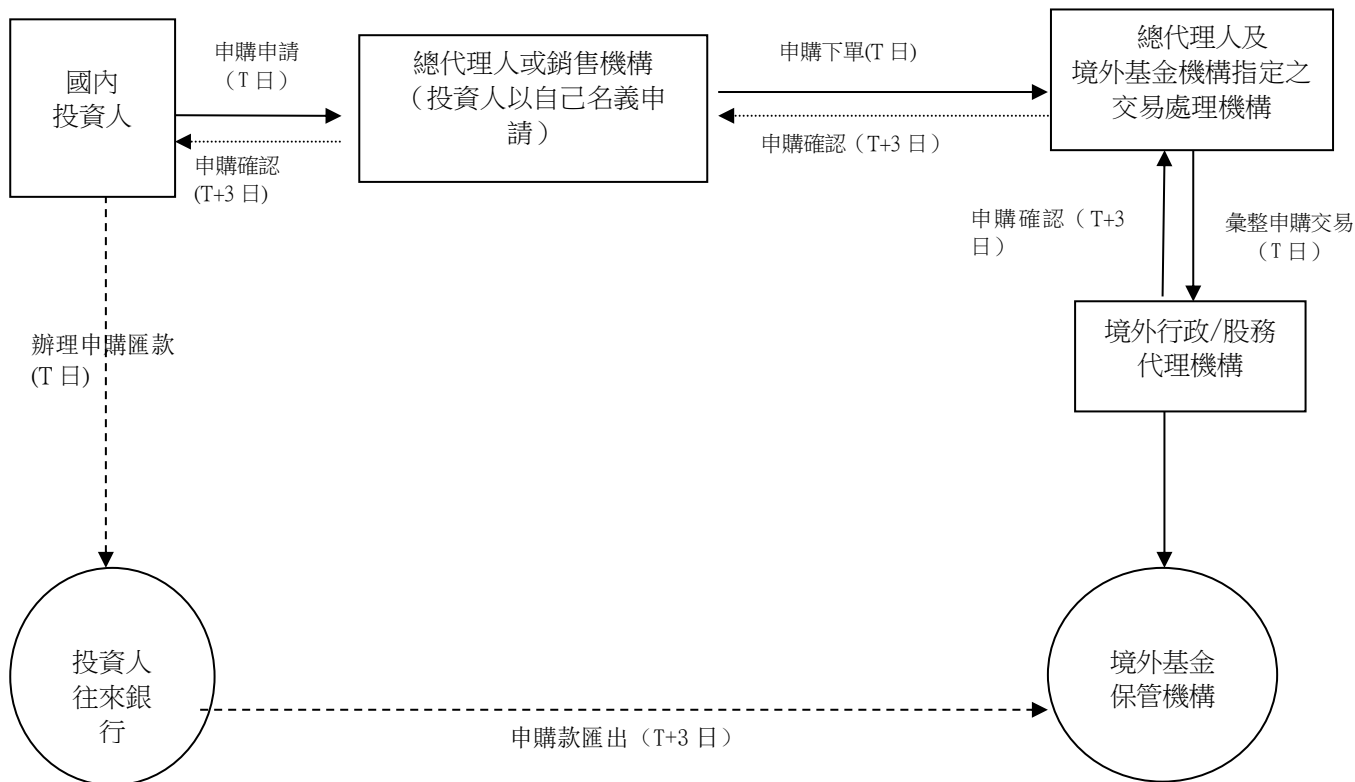 國內
投資人
申購申請
（T 日）
申購確認
(T+3 日)
總代理人或銷售機構
（投資人以自己名義申
請）
申購下單(T 日)
申購確認（T+3 日）
總代理人及
境外基金機構指定之
交易處理機構
申購確認（T+3
日）
彙整申購交易
（T 日）
境外行政/股務
代理機構
辦理申購匯款
(T 日)
投資人
往來銀
行
申購款匯出（T+3 日）
境外基金
保管機構